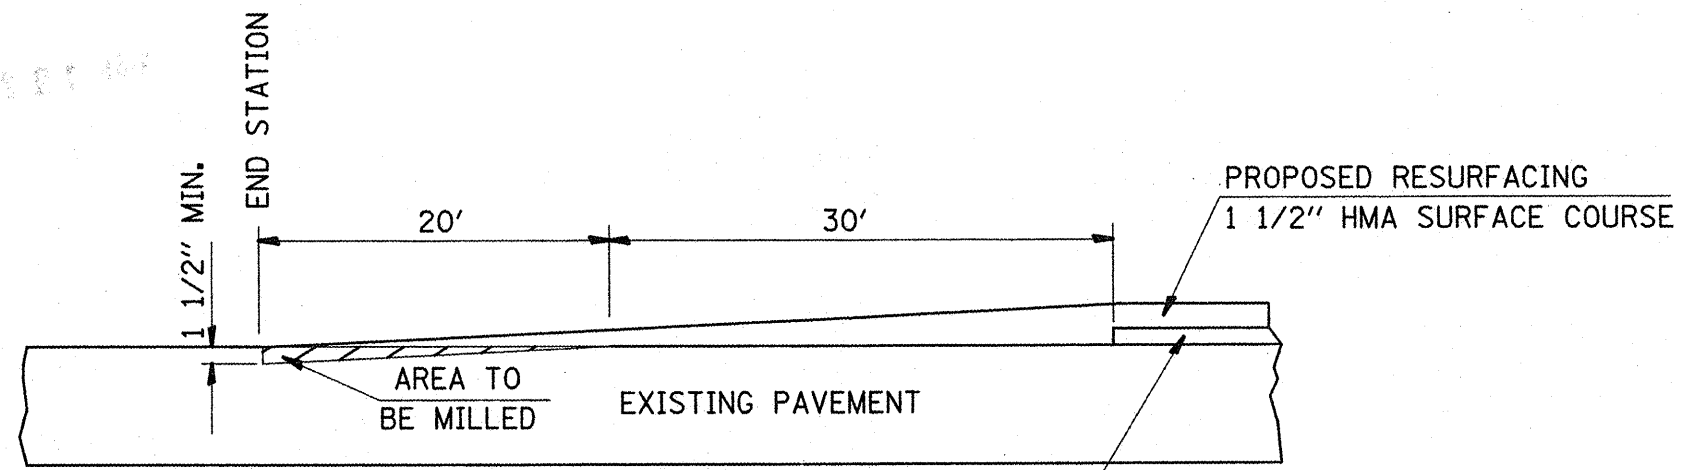 END STATION
1 1/2" MIN.
20'
30'
PROPOSED RESURFACING
1 1/2" HMA SURFACE COURSE
AREA TO
BE MILLED
EXISTING PAVEMENT